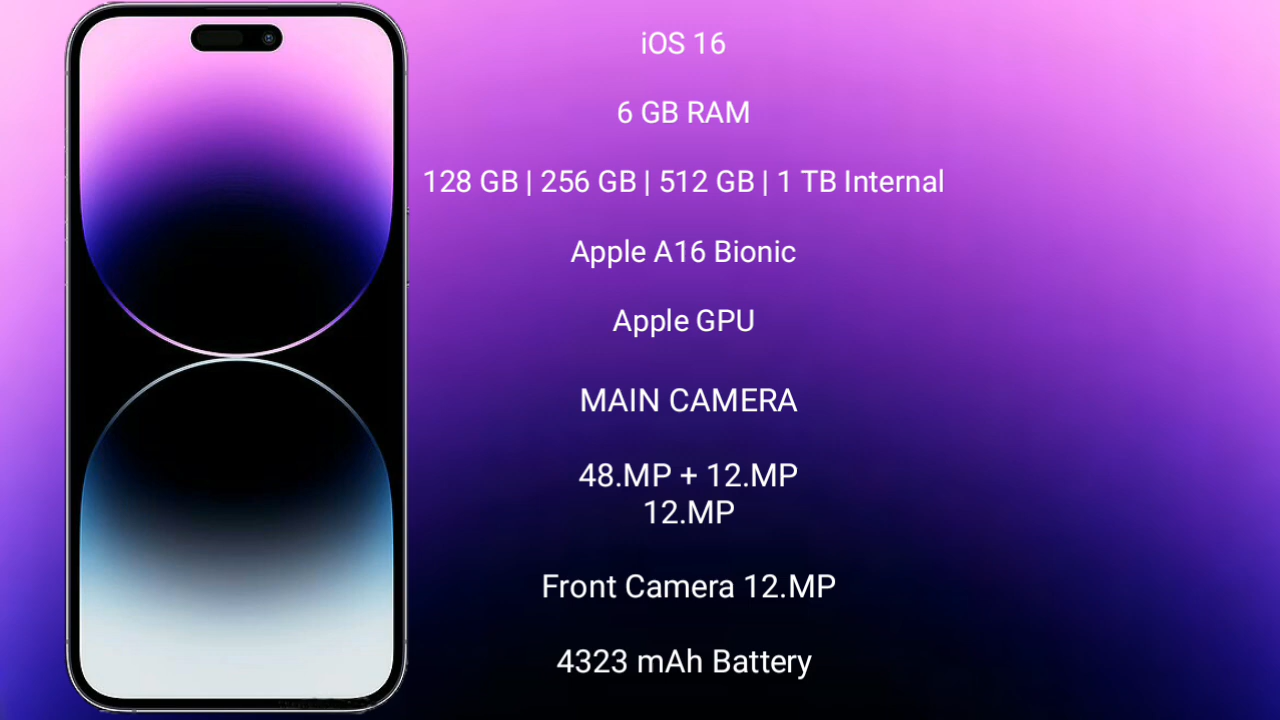 iOS 16
6 GB RAM
128 GB | 256 GB | 512 GB | 1 TB Internal
Apple A16 Bionic
Apple GPU
MAIN CAMERA
48.MP + 12.MP
12.MP
Front Camera 12.MP
4323 mAh Battery